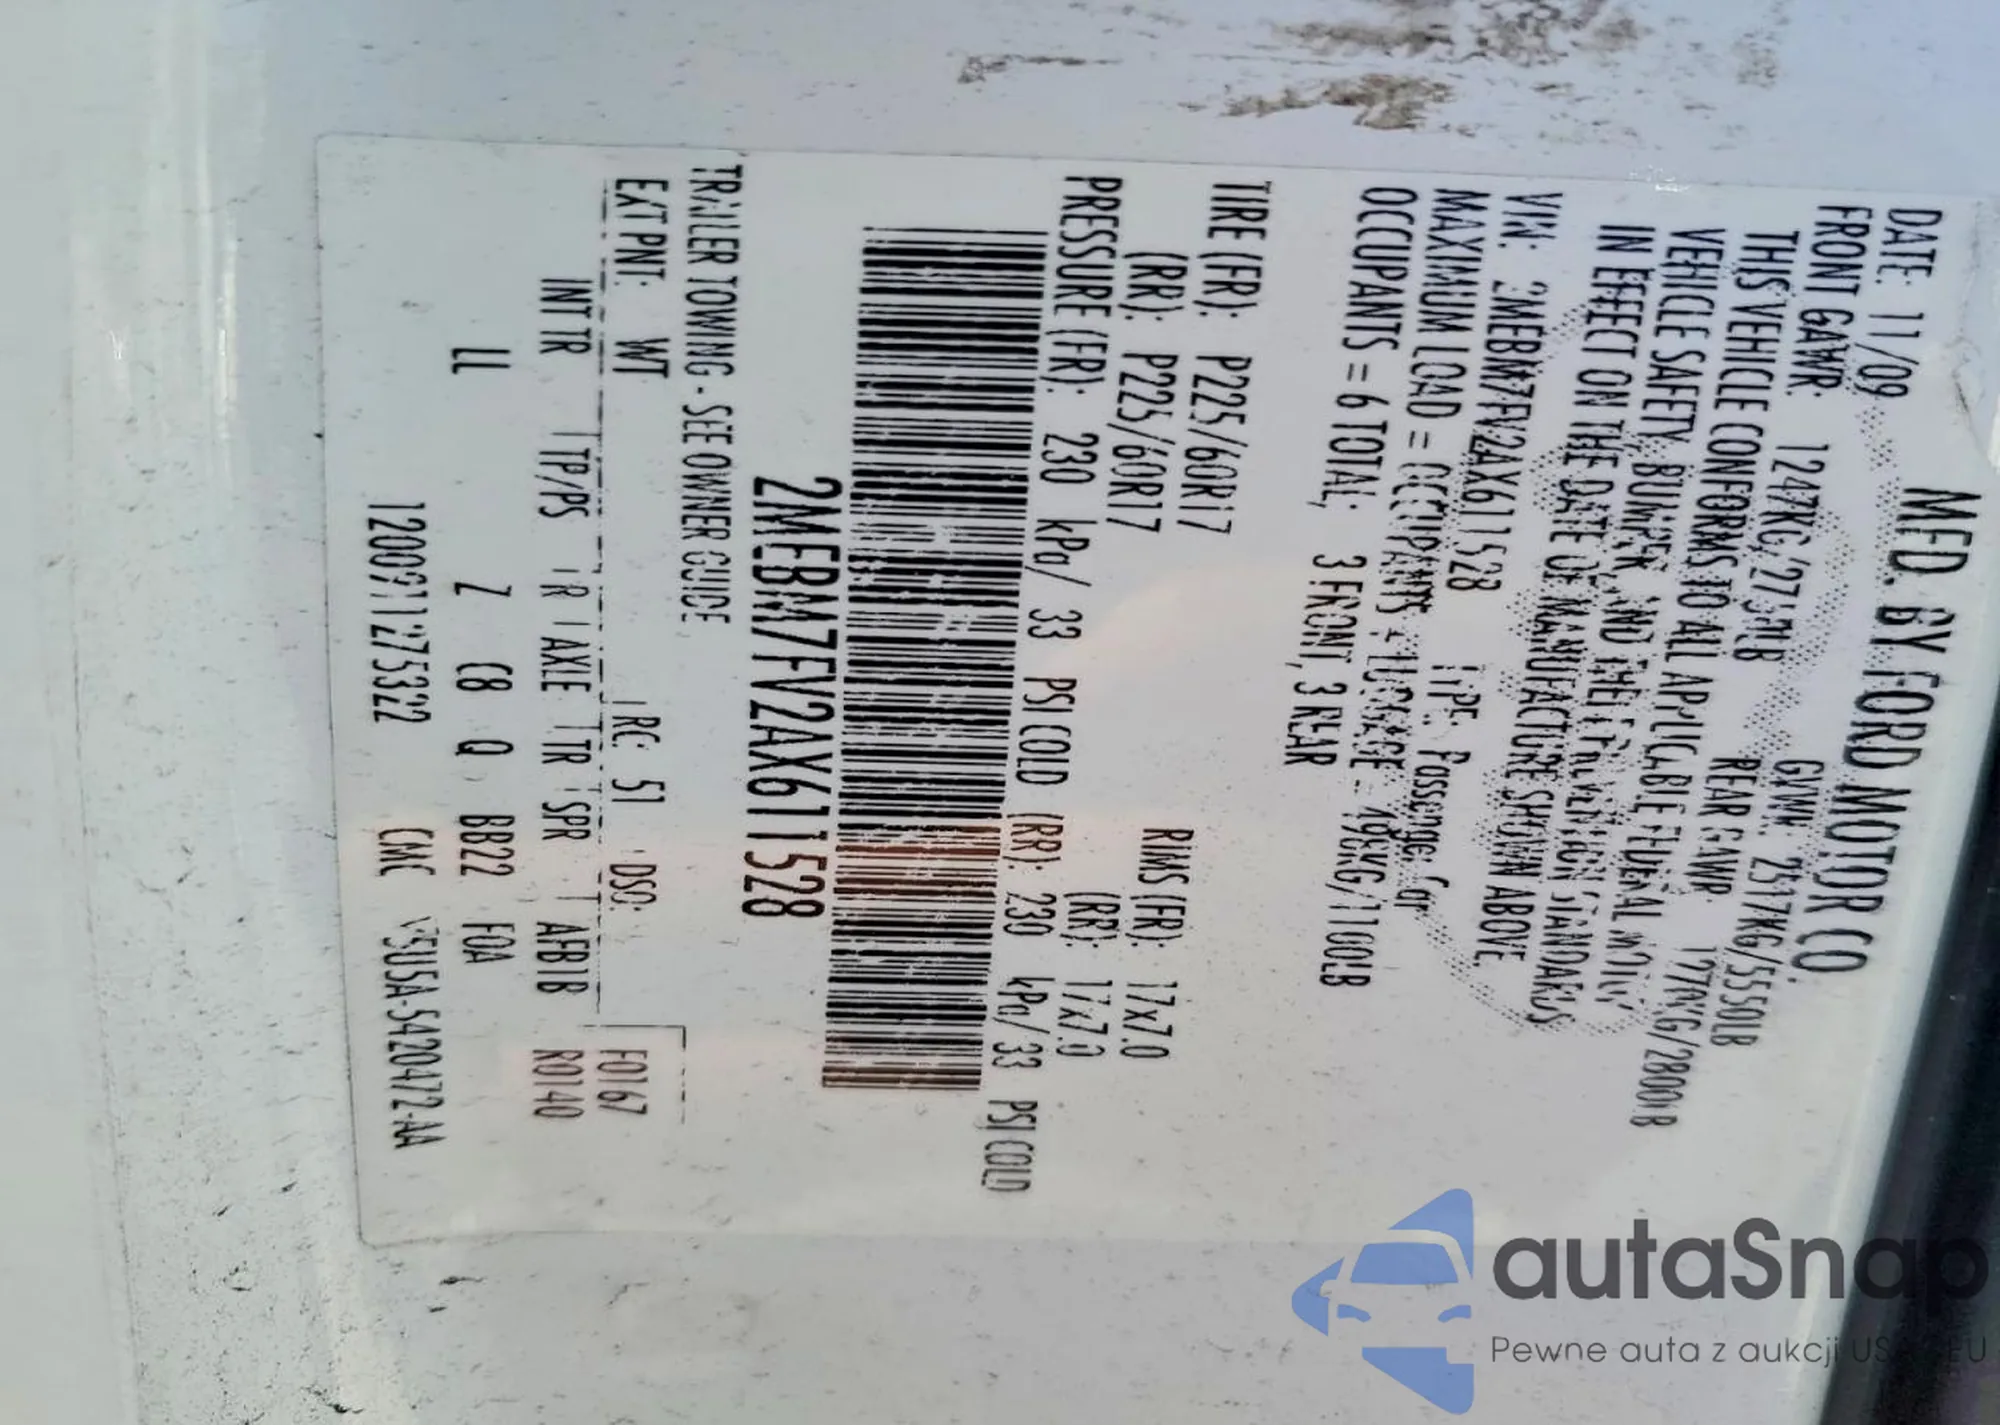 MFD. BY FORD MOTOR CO
DATE: 11/09 GVWR: 2517KG/5550LB
FRONT GAWR: 1247KG/2750LB REAR GAWR: 1270KG/2800LB
THIS VEHICLE CONFORMS TO ALL APPLICABLE FEDERAL MOTOR
VEHICLE SAFETY, BUMPER, AND THEFT PREVENTION STANDARDS
IN EFFECT ON THE DATE OF MANUFACTURE SHOWN ABOVE.
VIN: 2MEBM7FV2AX611528 TYPE: Passenger Car
MAXIMUM LOAD = OCCUPANTS + LUGGAGE = 498KG/1100LB
OCCUPANTS = 6 TOTAL; 3 FRONT, 3 REAR
TIRE (FR): P225/60R17 RIMS (FR): 17x7.0
(RR): P225/60R17 (RR): 17x7.0
PRESSURE (FR): 230 kPa/ 33 PSI COLD (RR): 230 kPa/ 33 PSI COLD
2MEBM7FV2AX611528
TRAILER TOWING - SEE OWNER GUIDE
EXT PNT: WT RC: 51 DSO: F0167
INT TR TP/PS R AXLE TR SPR AFB1B R0140
LL Z C8 Q BB22 FOA
1200911275322 CMC V5U5A-5420472-AA
autaSnap
Pewne auta z aukcji